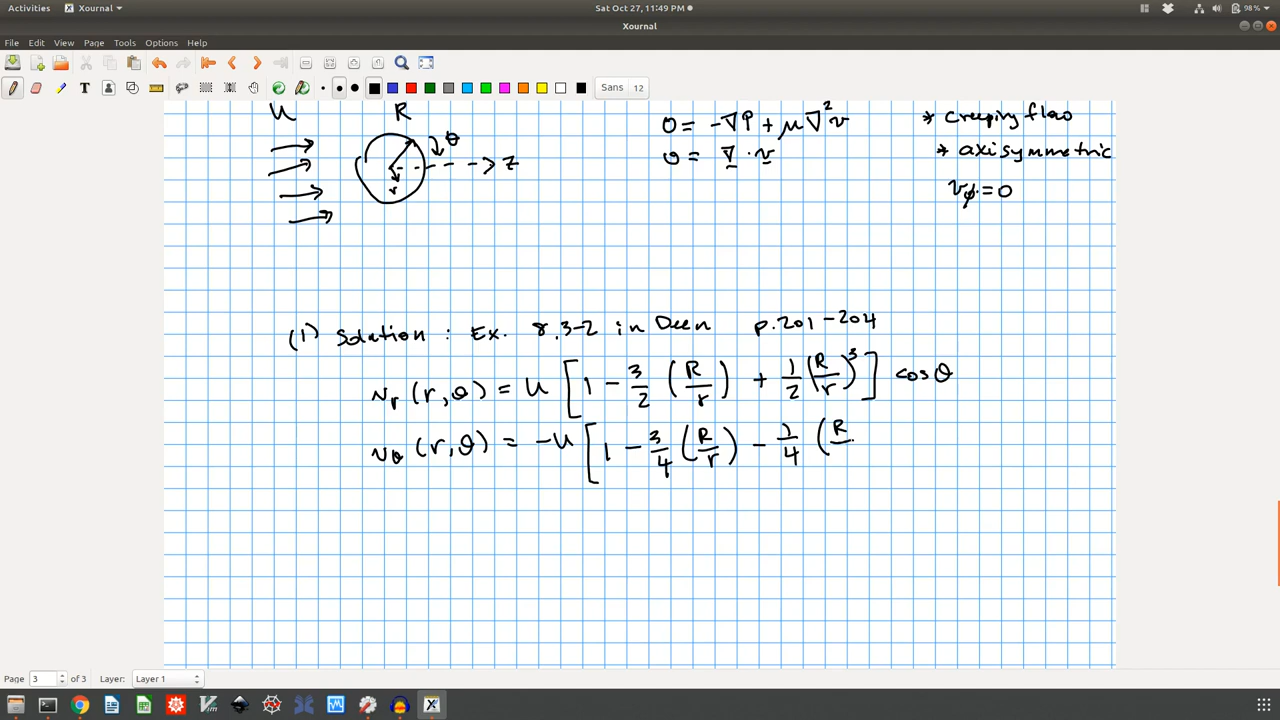 Activities Xournal Sat Oct 27, 11:49 PM 98%
Xournal
File Edit View Page Tools Options Help
Sans 12
U R 0 = -∇P + μ∇²v * creeping flow
θ z r 0 = ∇ · v * axisymmetric
vφ = 0
(1) Solution : Ex. 8.3-2 in Deen p.201-204
vr (r,θ) = U [ 1 - 3/2 (R/r) + 1/2 (R/r)³ ] cosθ
vθ (r,θ) = -U [ 1 - 3/4 (R/r) - 1/4 (R
Page 3 of 3 Layer: Layer 1